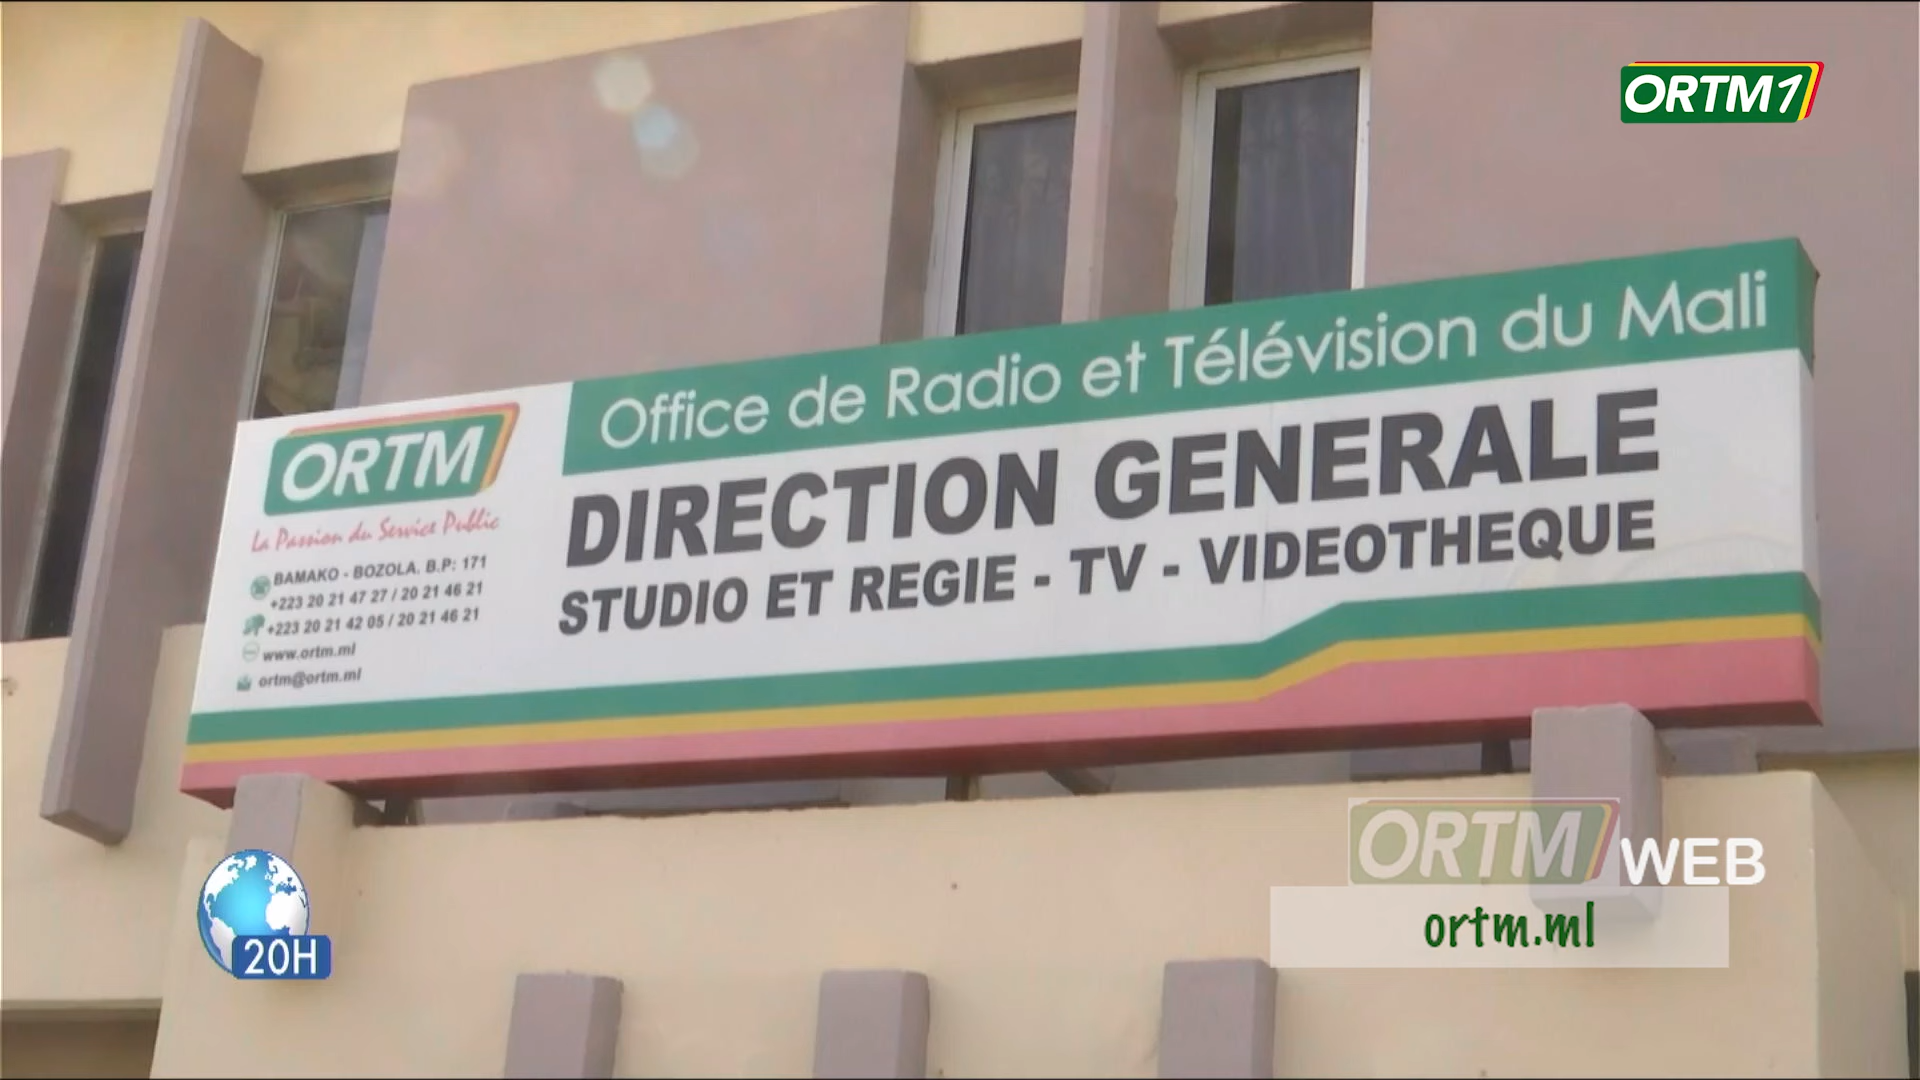 ORTM1
Office de Radio et Télévision du Mali
ORTM
DIRECTION GENERALE
La Passion du Service Public
STUDIO ET REGIE - TV - VIDEOTHEQUE
BAMAKO - BOZOLA. B.P: 171
+223 20 21 47 27 / 20 21 46 21
+223 20 21 42 05 / 20 21 46 21
www.ortm.ml
ortm@ortm.ml
ORTM WEB
ortm.ml
20H